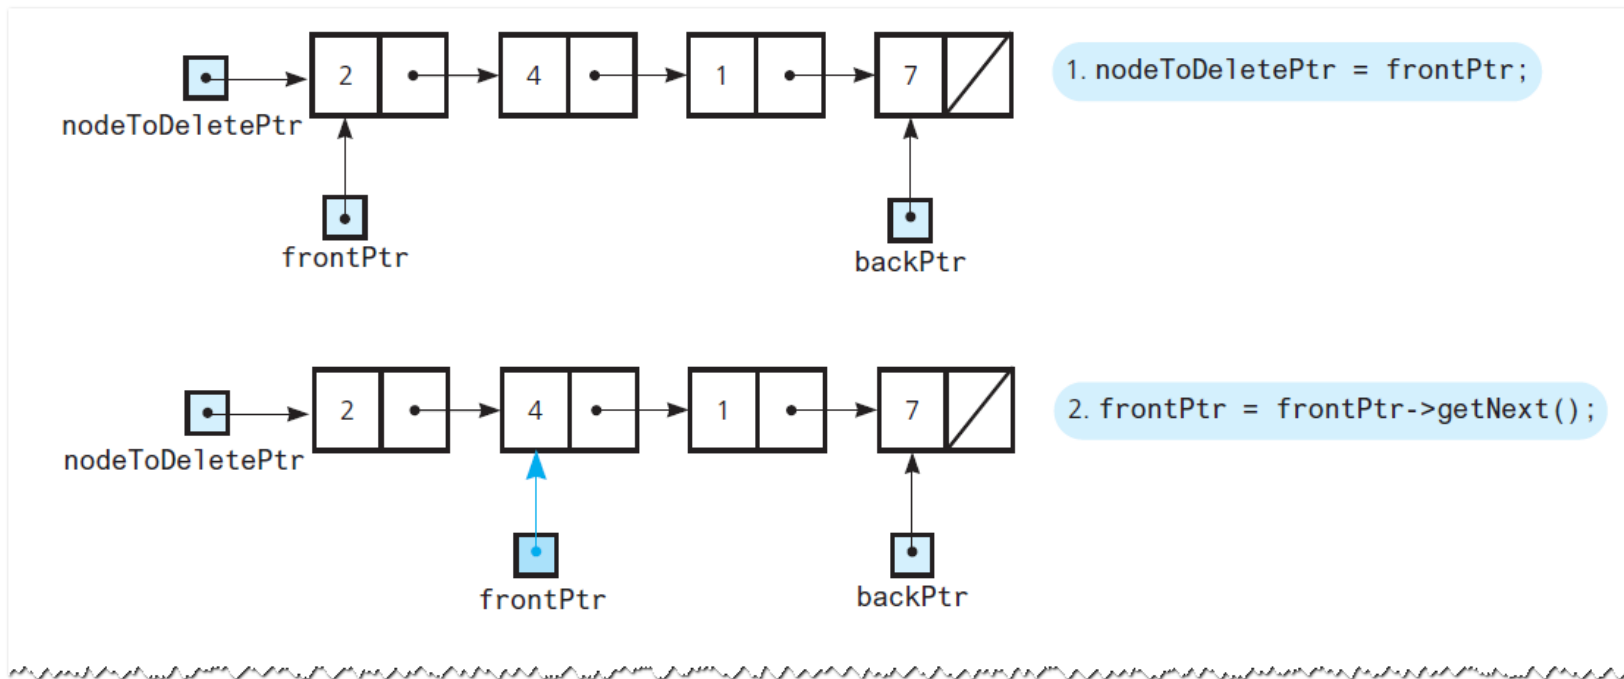 2 4 1 7
1. nodeToDeletePtr = frontPtr;
nodeToDeletePtr
frontPtr
backPtr
2 4 1 7
2. frontPtr = frontPtr->getNext();
nodeToDeletePtr
frontPtr
backPtr